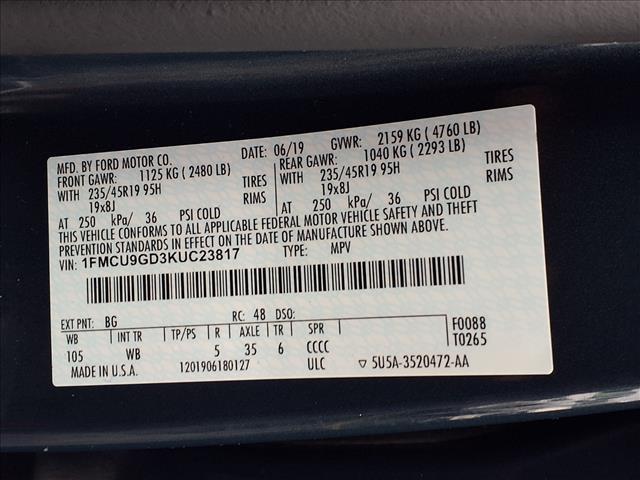 MFD. BY FORD MOTOR CO. DATE: 06/19 GVWR: 2159 KG ( 4760 LB)
FRONT GAWR: 1125 KG ( 2480 LB) REAR GAWR: 1040 KG ( 2293 LB)
WITH 235/45R19 95H TIRES WITH 235/45R19 95H TIRES
19x8J RIMS 19x8J RIMS
AT 250 kPa/ 36 PSI COLD AT 250 kPa/ 36 PSI COLD
THIS VEHICLE CONFORMS TO ALL APPLICABLE FEDERAL MOTOR VEHICLE SAFETY AND THEFT
PREVENTION STANDARDS IN EFFECT ON THE DATE OF MANUFACTURE SHOWN ABOVE.
VIN: 1FMCU9GD3KUC23817 TYPE: MPV
EXT PNT: BG RC: 48 DSO: F0088
WB INT TR TP/PS R AXLE TR SPR T0265
105 WB 5 35 6 CCCC
MADE IN U.S.A. 1201906180127 ULC ▽ 5U5A-3520472-AA